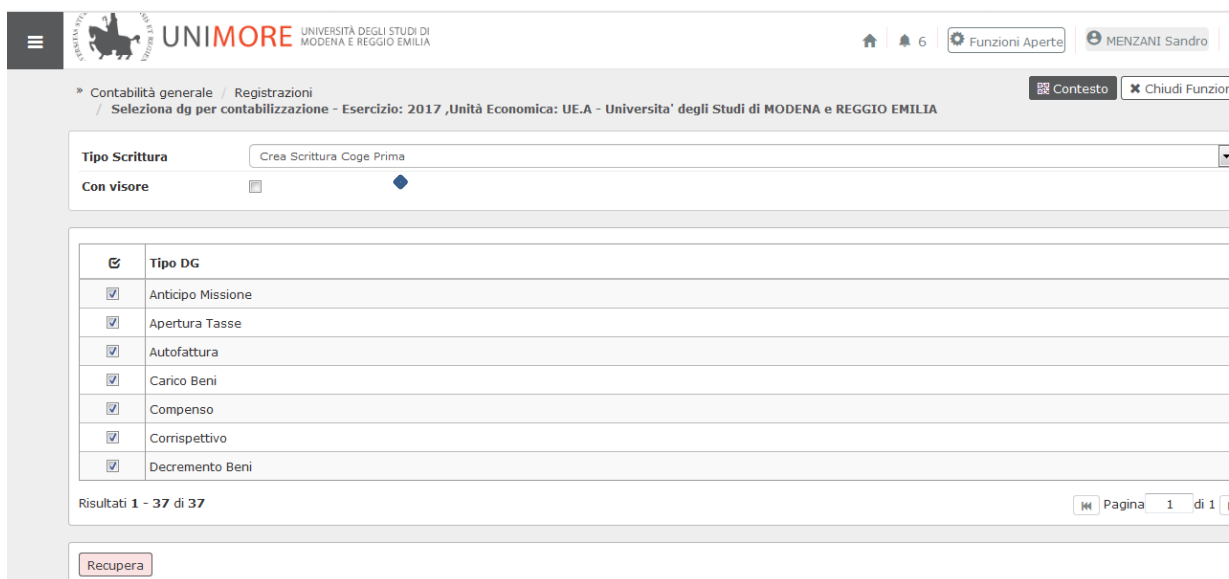 UNIMORE UNIVERSITÀ DEGLI STUDI DI
MODENA E REGGIO EMILIA
6 Funzioni Aperte MENZANI Sandro
» Contabilità generale / Registrazioni
/ Seleziona dg per contabilizzazione - Esercizio: 2017 ,Unità Economica: UE.A - Universita' degli Studi di MODENA e REGGIO EMILIA
Contesto Chiudi Funzion
Tipo Scrittura Crea Scrittura Coge Prima
Con visore
Tipo DG
Anticipo Missione
Apertura Tasse
Autofattura
Carico Beni
Compenso
Corrispettivo
Decremento Beni
Risultati 1 - 37 di 37 Pagina 1 di 1
Recupera